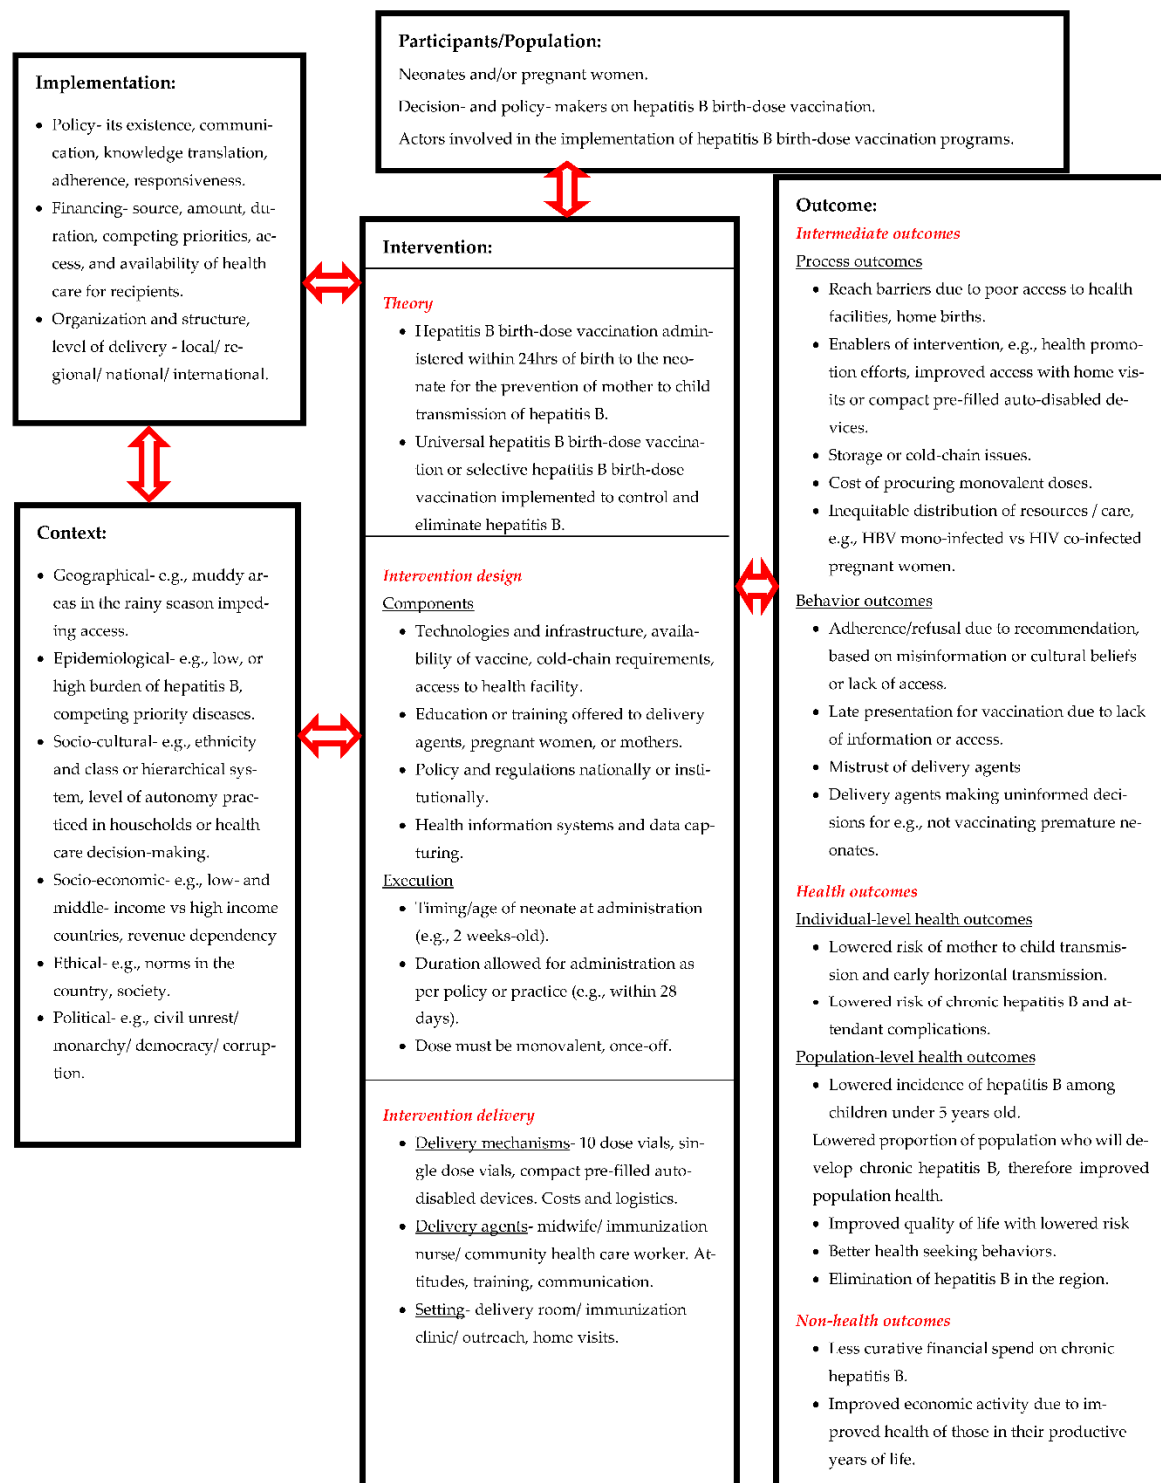 Participants/Population:
Neonates and/or pregnant women.
Decision- and policy- makers on hepatitis B birth-dose vaccination.
Actors involved in the implementation of hepatitis B birth-dose vaccination programs.
Implementation:
• Policy- its existence, communi-
cation, knowledge translation,
adherence, responsiveness.
• Financing- source, amount, du-
ration, competing priorities, ac-
cess, and availability of health
care for recipients.
• Organization and structure,
level of delivery - local/ re-
gional/ national/ international.
Context:
• Geographical- e.g., muddy ar-
eas in the rainy season imped-
ing access.
• Epidemiological- e.g., low, or
high burden of hepatitis B,
competing priority diseases.
• Socio-cultural- e.g., ethnicity
and class or hierarchical sys-
tem, level of autonomy prac-
ticed in households or health
care decision-making.
• Socio-economic- e.g., low- and
middle- income vs high income
countries, revenue dependency
• Ethical- e.g., norms in the
country, society.
• Political- e.g., civil unrest/
monarchy/ democracy/ corrup-
tion.
Intervention:
Theory
• Hepatitis B birth-dose vaccination admin-
istered within 24hrs of birth to the neo-
nate for the prevention of mother to child
transmission of hepatitis B.
• Universal hepatitis B birth-dose vaccina-
tion or selective hepatitis B birth-dose
vaccination implemented to control and
eliminate hepatitis B.
Intervention design
Components
• Technologies and infrastructure, availa-
bility of vaccine, cold-chain requirements,
access to health facility.
• Education or training offered to delivery
agents, pregnant women, or mothers.
• Policy and regulations nationally or insti-
tutionally.
• Health information systems and data cap-
turing.
Execution
• Timing/age of neonate at administration
(e.g., 2 weeks-old).
• Duration allowed for administration as
per policy or practice (e.g., within 28
days).
• Dose must be monovalent, once-off.
Intervention delivery
• Delivery mechanisms- 10 dose vials, sin-
gle dose vials, compact pre-filled auto-
disabled devices. Costs and logistics.
• Delivery agents- midwife/ immunization
nurse/ community health care worker. At-
titudes, training, communication.
• Setting- delivery room/ immunization
clinic/ outreach, home visits.
Outcome:
Intermediate outcomes
Process outcomes
• Reach barriers due to poor access to health
facilities, home births.
• Enablers of intervention, e.g., health promo-
tion efforts, improved access with home vis-
its or compact pre-filled auto-disabled de-
vices.
• Storage or cold-chain issues.
• Cost of procuring monovalent doses.
• Inequitable distribution of resources / care,
e.g., HBV mono-infected vs HIV co-infected
pregnant women.
Behavior outcomes
• Adherence/refusal due to recommendation,
based on misinformation or cultural beliefs
or lack of access.
• Late presentation for vaccination due to lack
of information or access.
• Mistrust of delivery agents
• Delivery agents making uninformed deci-
sions for e.g., not vaccinating premature ne-
onates.
Health outcomes
Individual-level health outcomes
• Lowered risk of mother to child transmis-
sion and early horizontal transmission.
• Lowered risk of chronic hepatitis B and at-
tendant complications.
Population-level health outcomes
• Lowered incidence of hepatitis B among
children under 5 years old.
Lowered proportion of population who will de-
velop chronic hepatitis B, therefore improved
population health.
• Improved quality of life with lowered risk
• Better health seeking behaviors.
• Elimination of hepatitis B in the region.
Non-health outcomes
• Less curative financial spend on chronic
hepatitis B.
• Improved economic activity due to im-
proved health of those in their productive
years of life.